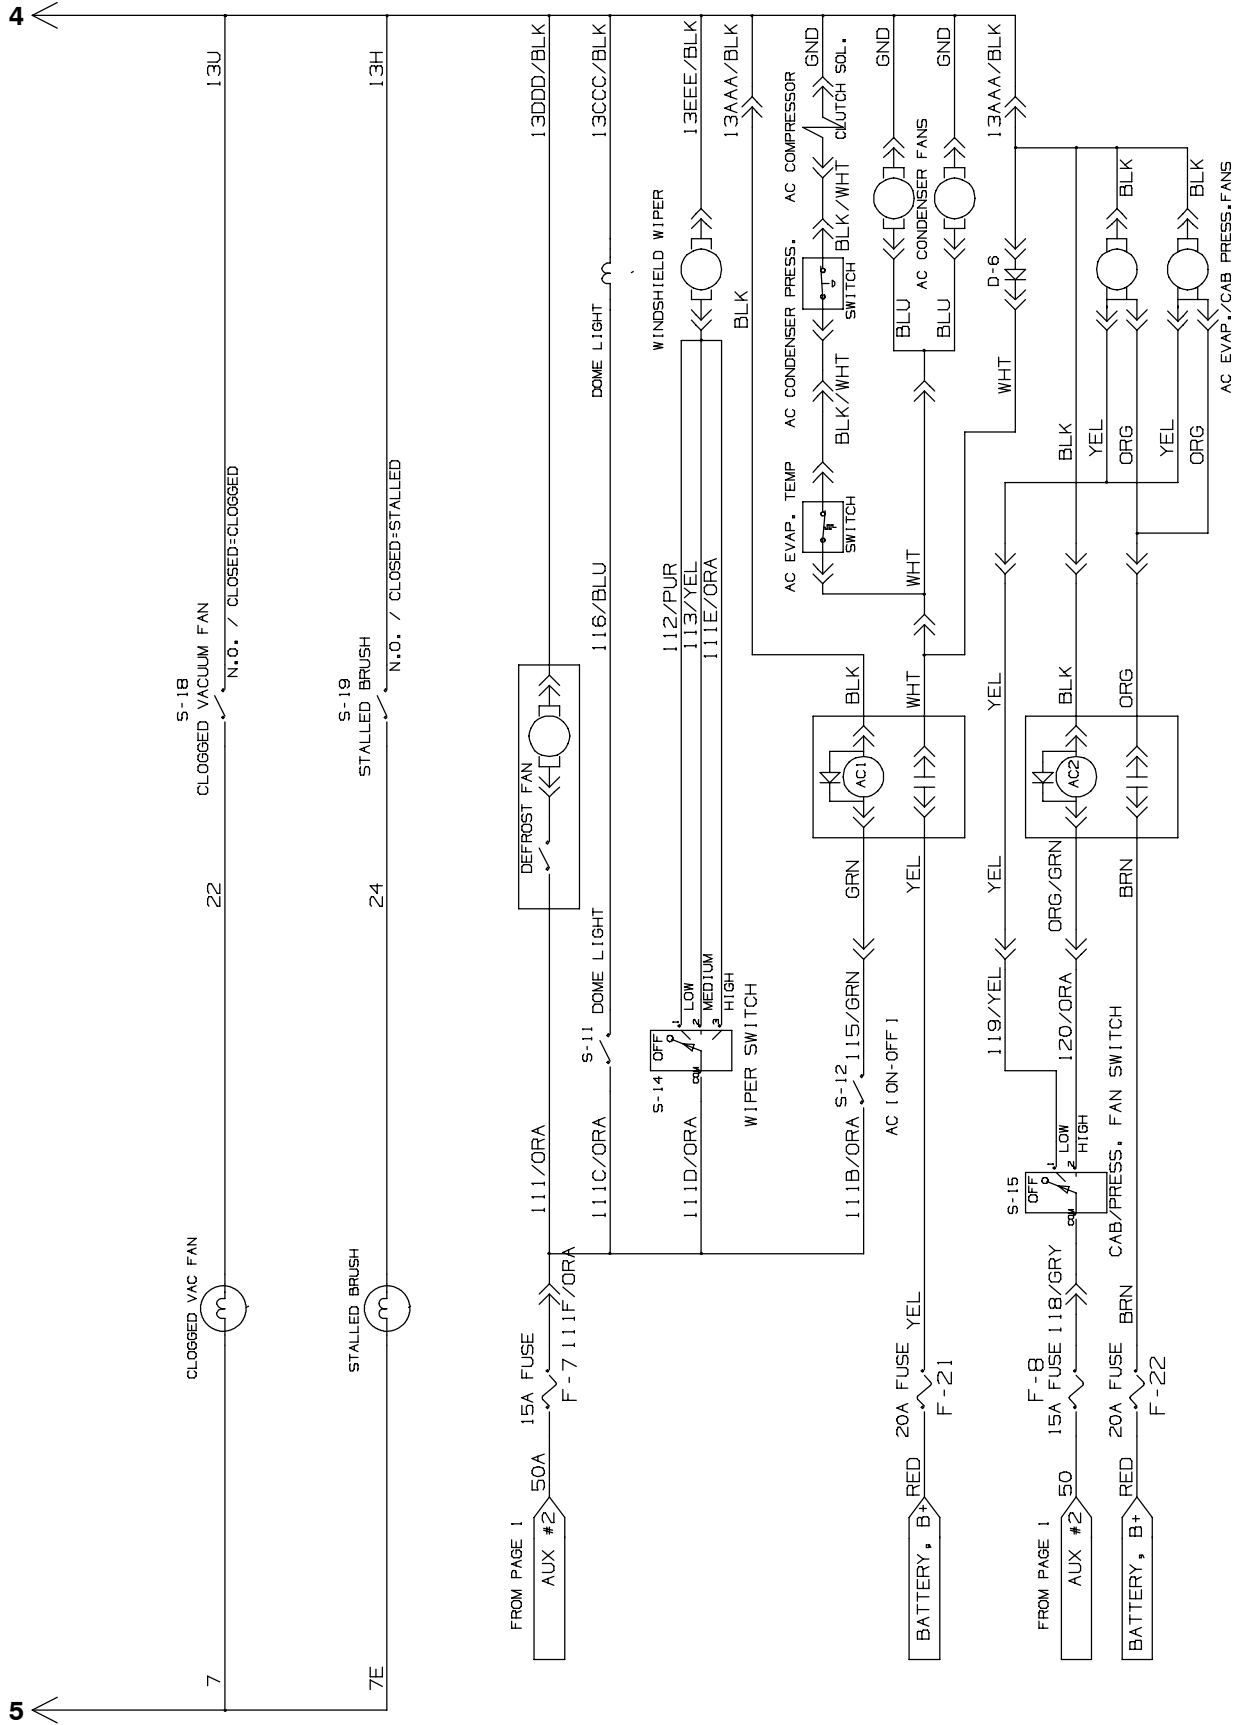 4
5
7
CLOGGED VAC FAN
22
S-18
CLOGGED VACUUM FAN
N.O. / CLOSED=CLOGGED
13U
7E
STALLED BRUSH
24
S-19
STALLED BRUSH
N.O. / CLOSED=STALLED
13H
FROM PAGE 1
AUX #2
50A
15A FUSE
F-7
111F/ORA
111/ORA
DEFROST FAN
13DDD/BLK
111C/ORA
S-11
DOME LIGHT
116/BLU
DOME LIGHT
13CCC/BLK
111D/ORA
S-14
OFF
COM
1
2
3
LOW
MEDIUM
HIGH
WIPER SWITCH
112/PUR
113/YEL
111E/ORA
WINDSHIELD WIPER
13EEE/BLK
BLK
13AAA/BLK
111B/ORA
S-12
115/GRN
AC (ON-OFF)
GRN
AC1
BLK
AC EVAP. TEMP
SWITCH
BLK/WHT
AC CONDENSER PRESS.
SWITCH
BLK/WHT
AC COMPRESSOR
CLUTCH SOL.
GND
BATTERY, B+
RED
20A FUSE
F-21
YEL
YEL
WHT
WHT
BLU
BLU
AC CONDENSER FANS
GND
GND
WHT
D-6
13AAA/BLK
FROM PAGE 1
AUX #2
50
F-8
15A FUSE
118/GRY
S-15
OFF
COM
1
2
LOW
HIGH
CAB/PRESS. FAN SWITCH
119/YEL
YEL
YEL
120/ORA
ORG/GRN
AC2
BLK
BLK
BATTERY, B+
RED
20A FUSE
F-22
BRN
BRN
ORG
YEL
ORG
YEL
ORG
BLK
BLK
AC EVAP./CAB PRESS.FANS